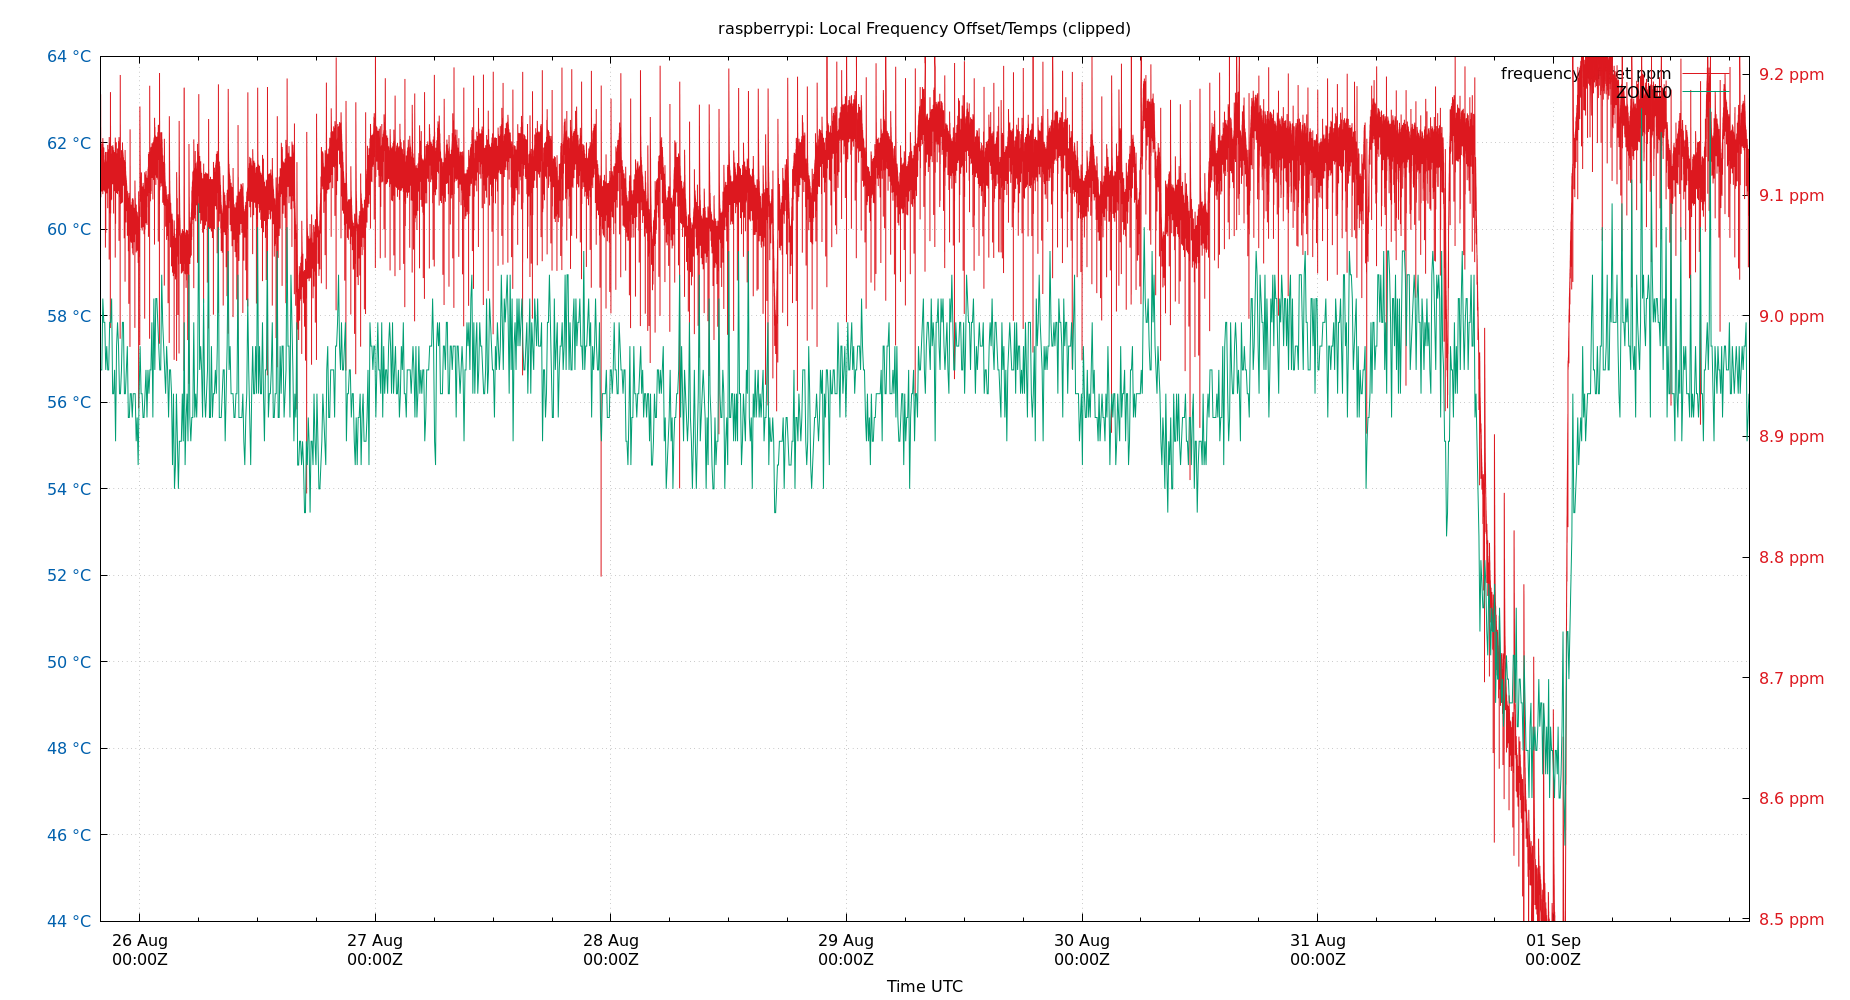 raspberrypi: Local Frequency Offset/Temps (clipped)
64 °C
62 °C
60 °C
58 °C
56 °C
54 °C
52 °C
50 °C
48 °C
46 °C
44 °C
frequency et ppm
ZONE0
9.2 ppm
9.1 ppm
9.0 ppm
8.9 ppm
8.8 ppm
8.7 ppm
8.6 ppm
8.5 ppm
26 Aug
00:00Z
27 Aug
00:00Z
28 Aug
00:00Z
29 Aug
00:00Z
30 Aug
00:00Z
31 Aug
00:00Z
01 Sep
00:00Z
Time UTC